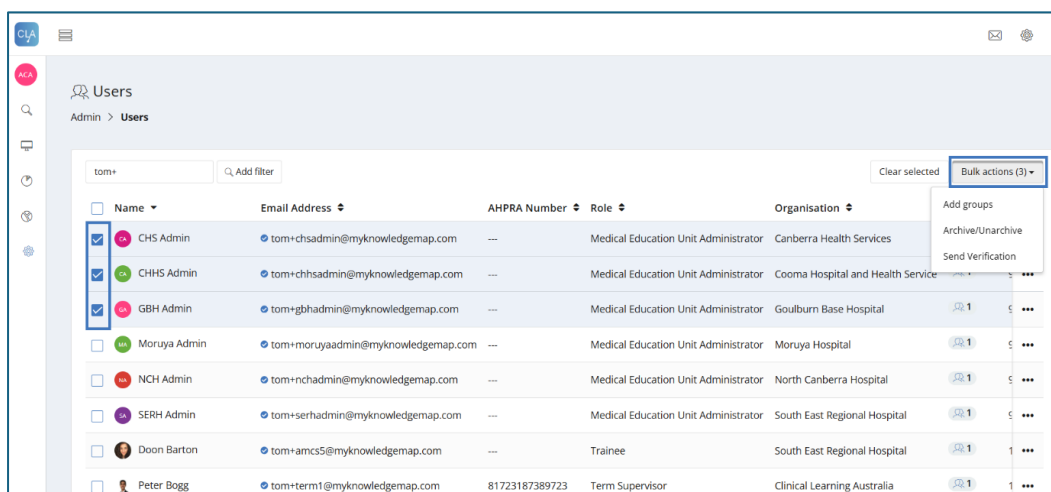 CLA
ACA
Users
Admin > Users
tom+ Add filter Clear selected Bulk actions (3)
Name Email Address AHPRA Number Role Organisation
Add groups
Archive/Unarchive
Send Verification
CA CHS Admin tom+chsadmin@myknowledgemap.com --- Medical Education Unit Administrator Canberra Health Services
CA CHHS Admin tom+chhsadmin@myknowledgemap.com --- Medical Education Unit Administrator Cooma Hospital and Health Service
GA GBH Admin tom+gbhadmin@myknowledgemap.com --- Medical Education Unit Administrator Goulburn Base Hospital 1 •••
MA Moruya Admin tom+moruyaadmin@myknowledgemap.com --- Medical Education Unit Administrator Moruya Hospital 1 •••
NA NCH Admin tom+nchadmin@myknowledgemap.com --- Medical Education Unit Administrator North Canberra Hospital 1 •••
SA SERH Admin tom+serhadmin@myknowledgemap.com --- Medical Education Unit Administrator South East Regional Hospital 1 •••
Doon Barton tom+amcs5@myknowledgemap.com --- Trainee South East Regional Hospital 1 1 •••
Peter Bogg tom+term1@myknowledgemap.com 81723187389723 Term Supervisor Clinical Learning Australia 1 1 •••